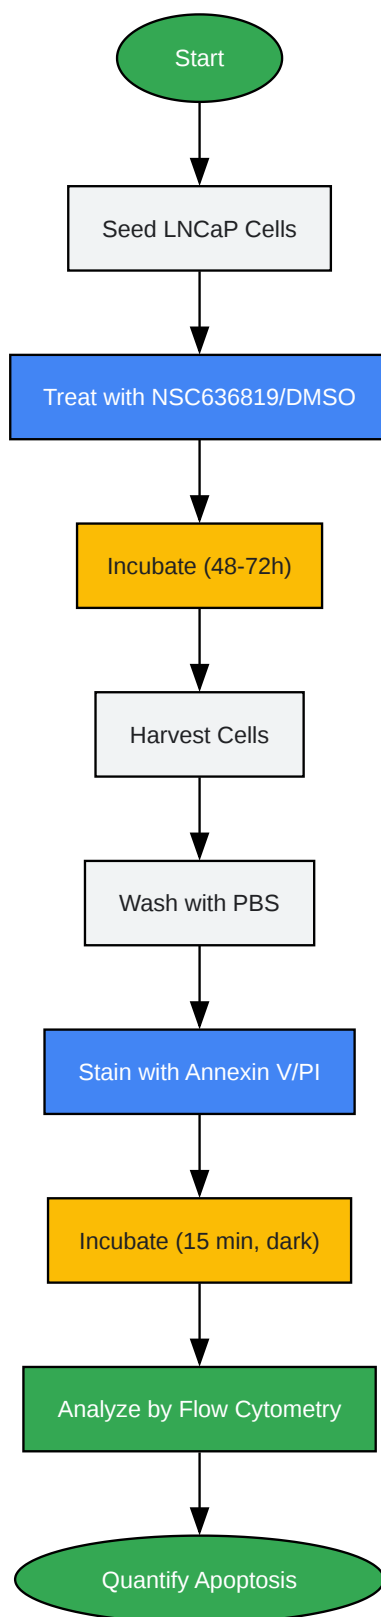 Start
Seed LNCaP Cells
Treat with NSC636819/DMSO
Incubate (48-72h)
Harvest Cells
Wash with PBS
Stain with Annexin V/PI
Incubate (15 min, dark)
Analyze by Flow Cytometry
Quantify Apoptosis